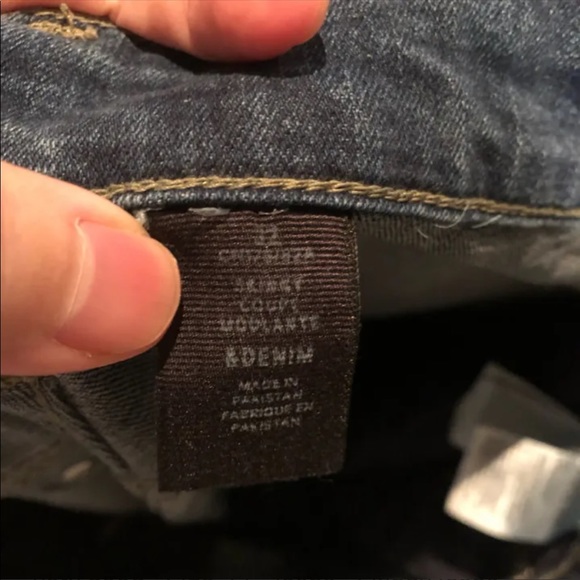 SKINNY
COUPE
MOULANTE
&DENIM
MADE IN
PAKISTAN
FABRIQUE EN
PAKISTAN